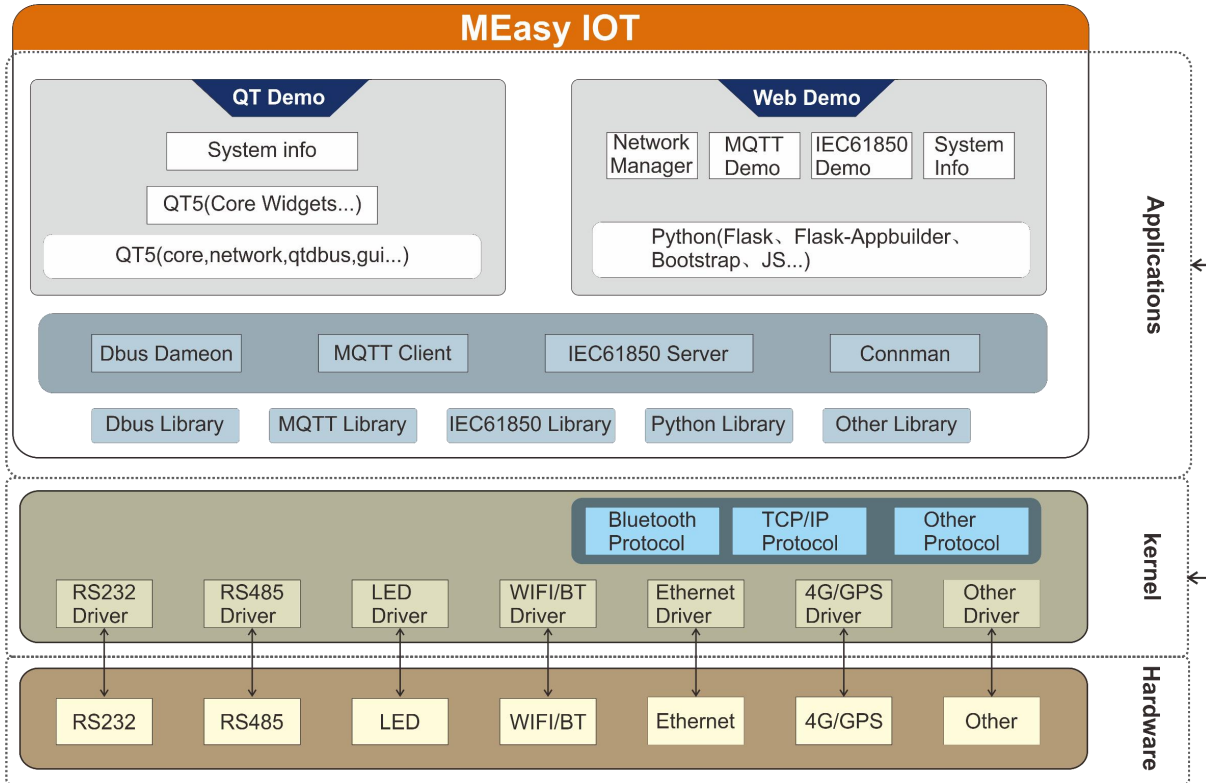 MEasy IOT
QT Demo
System info
QT5(Core Widgets...)
QT5(core,network,qtdbus,gui...)
Web Demo
Network
Manager
MQTT
Demo
IEC61850
Demo
System
Info
Python(Flask、Flask-Appbuilder、
Bootstrap、JS...)
Dbus Dameon
MQTT Client
IEC61850 Server
Connman
Dbus Library
MQTT Library
IEC61850 Library
Python Library
Other Library
Applications
Bluetooth
Protocol
TCP/IP
Protocol
Other
Protocol
RS232
Driver
RS485
Driver
LED
Driver
WIFI/BT
Driver
Ethernet
Driver
4G/GPS
Driver
Other
Driver
kernel
RS232
RS485
LED
WIFI/BT
Ethernet
4G/GPS
Other
Hardware